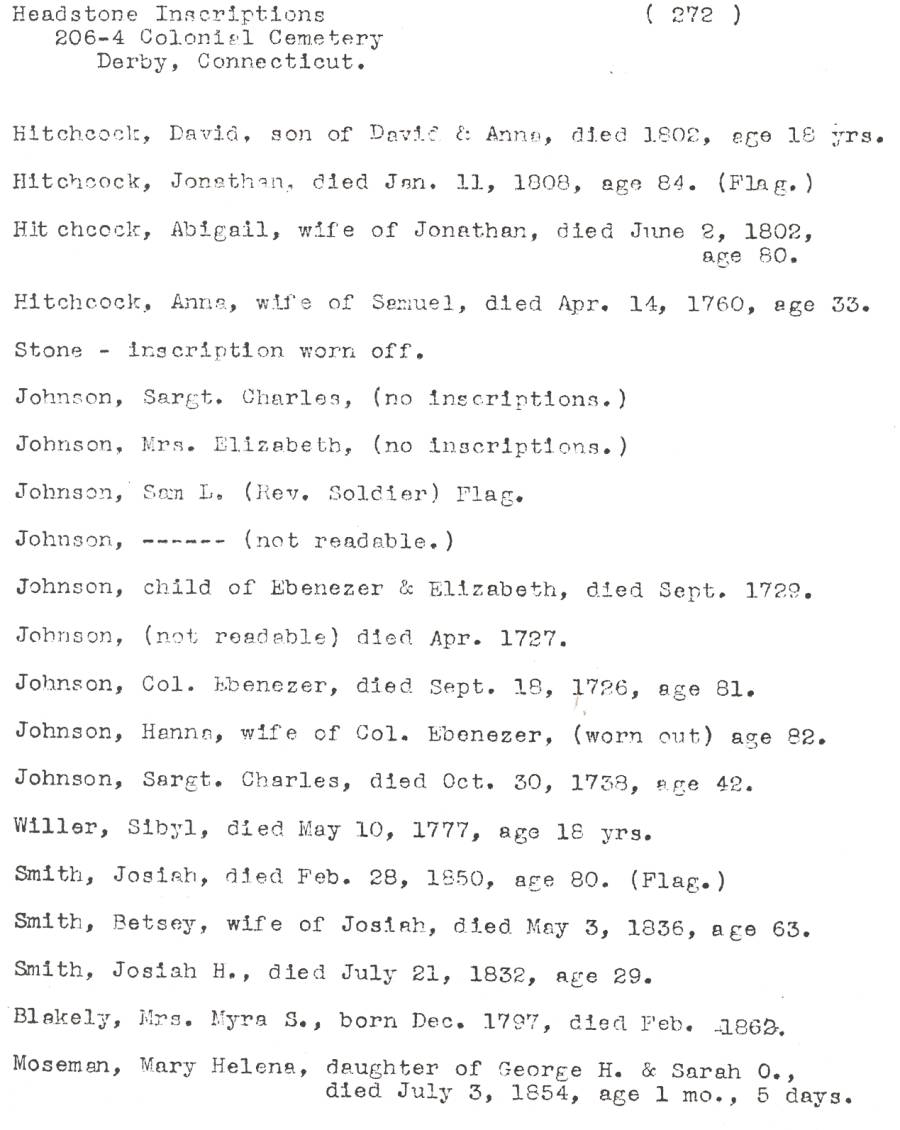 Headstone Inscriptions ( 272 )
206-4 Colonial Cemetery
Derby, Connecticut.
Hitchcock, David, son of David & Anna, died 1802, age 18 yrs.
Hitchcock, Jonathan, died Jan. 11, 1808, age 84. (Flag.)
Hit chcock, Abigail, wife of Jonathan, died June 2, 1802,
age 80.
Hitchcock, Anna, wife of Samuel, died Apr. 14, 1760, age 33.
Stone - inscription worn off.
Johnson, Sargt. Charles, (no inscriptions.)
Johnson, Mrs. Elizabeth, (no inscriptions.)
Johnson, Sam L. (Rev. Soldier) Flag.
Johnson, ------ (not readable.)
Johnson, child of Ebenezer & Elizabeth, died Sept. 1729.
Johnson, (not readable) died Apr. 1727.
Johnson, Col. Ebenezer, died Sept. 18, 1726, age 81.
Johnson, Hanna, wife of Col. Ebenezer, (worn out) age 82.
Johnson, Sargt. Charles, died Oct. 30, 1738, age 42.
Willer, Sibyl, died May 10, 1777, age 18 yrs.
Smith, Josiah, died Feb. 28, 1850, age 80. (Flag.)
Smith, Betsey, wife of Josiah, died May 3, 1836, age 63.
Smith, Josiah H., died July 21, 1832, age 29.
Blakely, Mrs. Myra S., born Dec. 1797, died Feb. 1862.
Moseman, Mary Helena, daughter of George H. & Sarah O.,
died July 3, 1854, age 1 mo., 5 days.